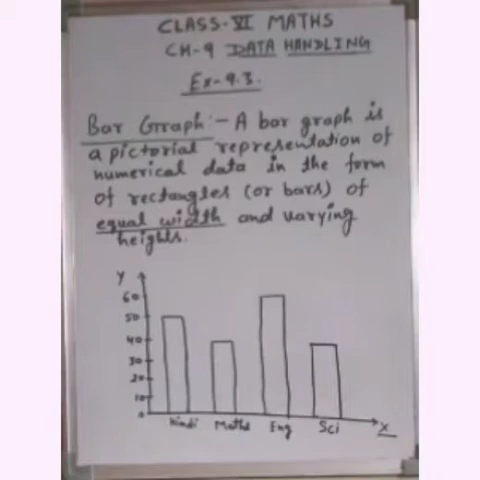 CLASS-VI MATHS
CH-9 DATA HANDLING
Ex-9.3.
Bar Graph:- A bar graph is
a pictorial representation of
numerical data in the form
of rectangles (or bars) of
equal width and varying
heights.
Y
60
50
40
30
20
10
0
Hindi Maths Eng Sci X